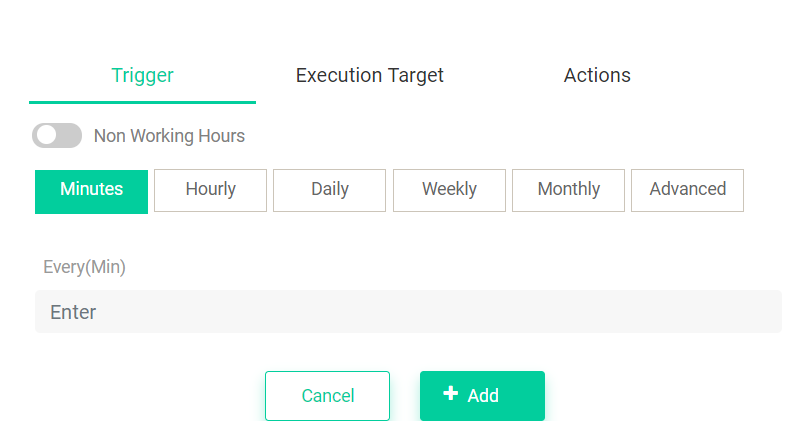 Trigger Execution Target Actions
Non Working Hours
Minutes Hourly Daily Weekly Monthly Advanced
Every(Min)
Enter
Cancel + Add